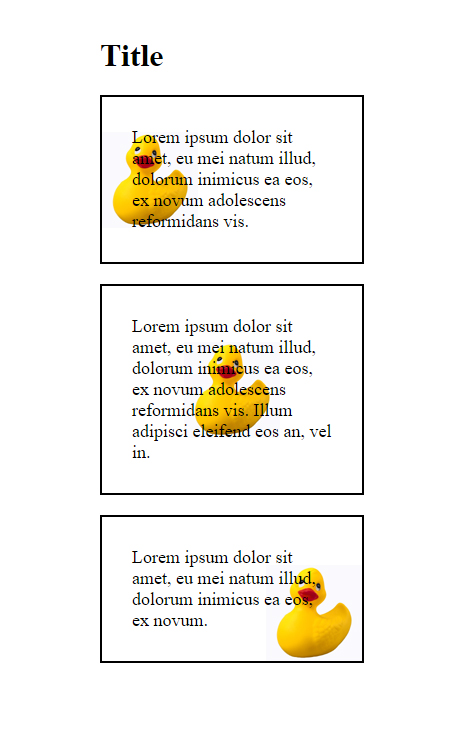 Title
Lorem ipsum dolor sit
amet, eu mei natum illud,
dolorum inimicus ea eos,
ex novum adolescens
reformidans vis.
Lorem ipsum dolor sit
amet, eu mei natum illud,
dolorum inimicus ea eos,
ex novum adolescens
reformidans vis. Illum
adipisci eleifend eos an, vel
in.
Lorem ipsum dolor sit
amet, eu mei natum illud,
dolorum inimicus ea eos,
ex novum.